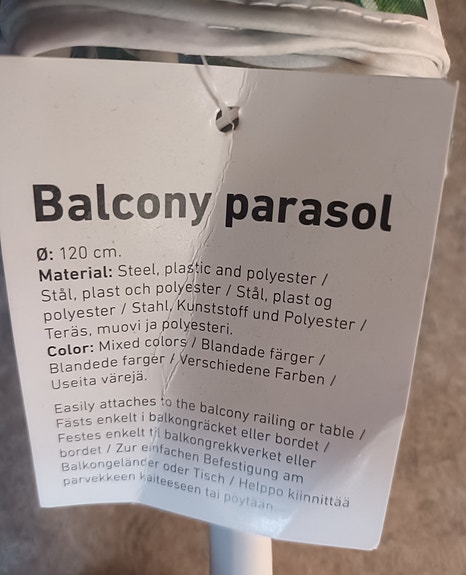 Balcony parasol
Ø: 120 cm.
Material: Steel, plastic and polyester /
Stål, plast och polyester / Stål, plast og
polyester / Stahl, Kunststoff und Polyester /
Teräs, muovi ja polyesteri.
Color: Mixed colors / Blandade färger /
Blandede farger / Verschiedene Farben /
Useita värejä.
Easily attaches to the balcony railing or table /
Fästs enkelt i balkongräcket eller bordet /
Festes enkelt til balkongrekkverket eller
bordet / Zur einfachen Befestigung am
Balkongeländer oder Tisch / Helppo kiinnittää
parvekkeen kaiteeseen tai pöytään.